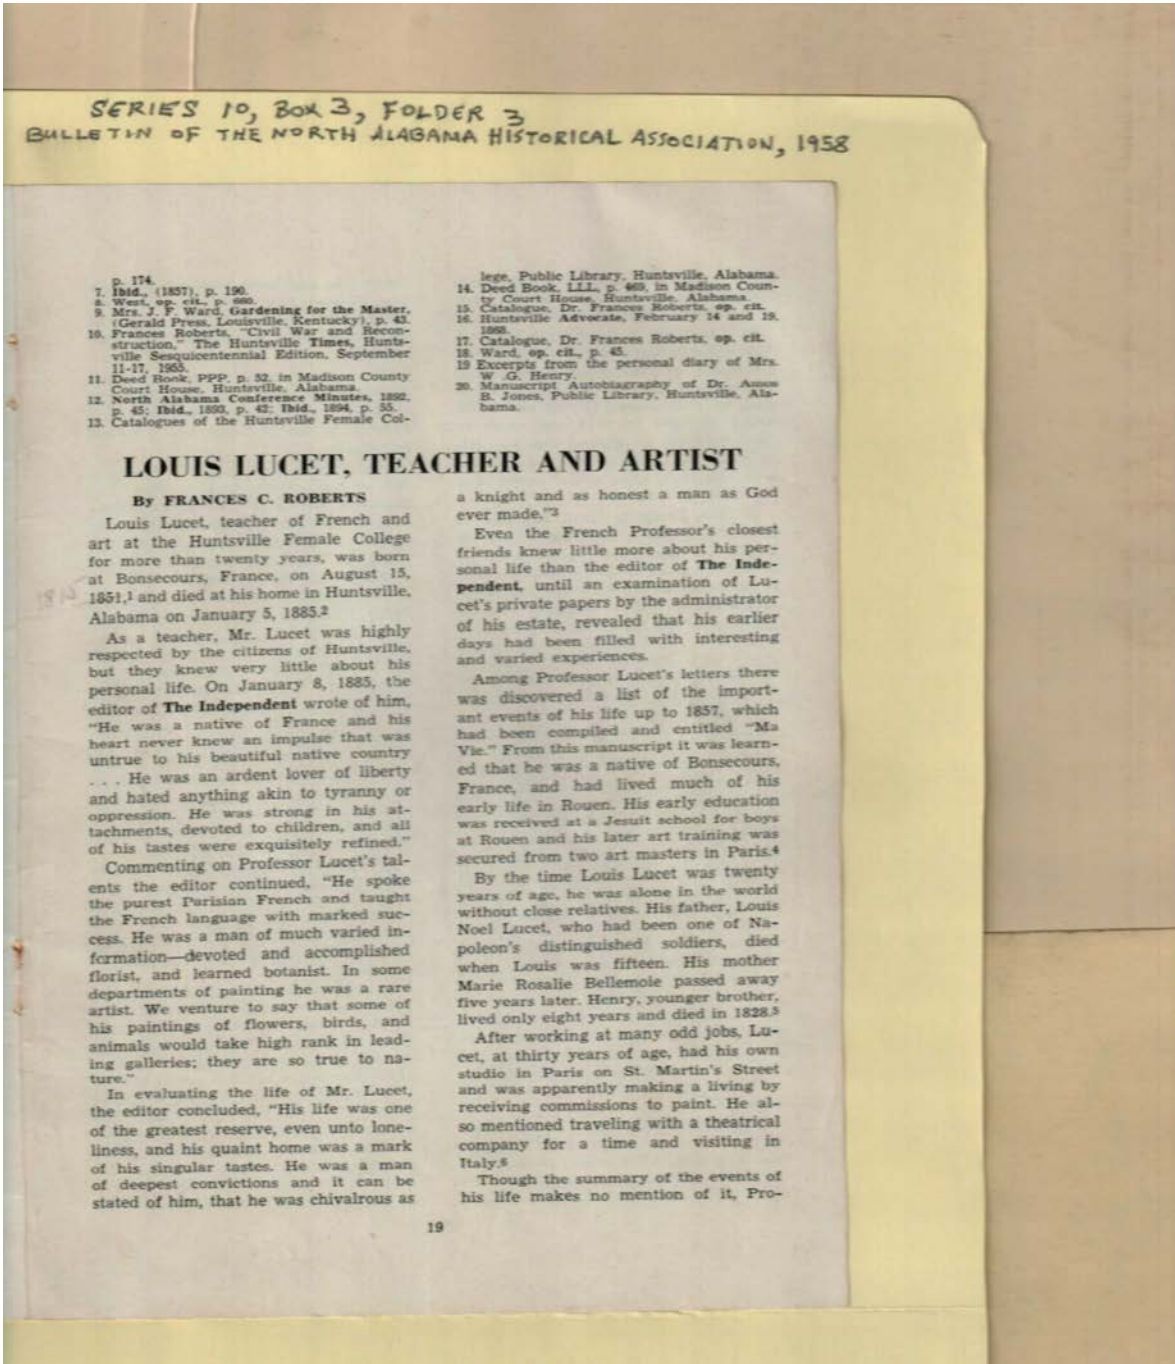 SERIES 10, BOX 3, FOLDER 3
BULLETIN OF THE NORTH ALABAMA HISTORICAL ASSOCIATION, 1958
p. 174.
7. Ibid., (1857), p. 190.
8. West, op. cit., p. 660.
9. Mrs. J. F. Ward, Gardening for the Master,
(Gerald Press, Louisville, Kentucky), p. 43.
10. Frances Roberts, "Civil War and Recon-
struction," The Huntsville Times, Hunts-
ville Sesquicentennial Edition, September
11-17, 1955.
11. Deed Book, PPP, p. 52, in Madison County
Court House, Huntsville, Alabama.
12. North Alabama Conference Minutes, 1892,
p. 45; Ibid., 1893, p. 42; Ibid., 1894, p. 55.
13. Catalogues of the Huntsville Female Col-
lege, Public Library, Huntsville, Alabama.
14. Deed Book, LLL, p. 469, in Madison Coun-
ty Court House, Huntsville, Alabama.
15. Catalogue, Dr. Frances Roberts, op. cit.
16. Huntsville Advocate, February 14 and 19,
1868.
17. Catalogue, Dr. Frances Roberts, op. cit.
18. Ward, op. cit., p. 45.
19 Excerpts from the personal diary of Mrs.
W .G. Henry.
20. Manuscript Autobiagraphy of Dr. Amos
B. Jones, Public Library, Huntsville, Ala-
bama.
LOUIS LUCET, TEACHER AND ARTIST
By FRANCES C. ROBERTS
Louis Lucet, teacher of French and
art at the Huntsville Female College
for more than twenty years, was born
at Bonsecours, France, on August 15,
1851,1 and died at his home in Huntsville,
Alabama on January 5, 1885.2
As a teacher, Mr. Lucet was highly
respected by the citizens of Huntsville,
but they knew very little about his
personal life. On January 8, 1885, the
editor of The Independent wrote of him,
"He was a native of France and his
heart never knew an impulse that was
untrue to his beautiful native country
. . . He was an ardent lover of liberty
and hated anything akin to tyranny or
oppression. He was strong in his at-
tachments, devoted to children, and all
of his tastes were exquisitely refined."
Commenting on Professor Lucet's tal-
ents the editor continued, "He spoke
the purest Parisian French and taught
the French language with marked suc-
cess. He was a man of much varied in-
formation—devoted and accomplished
florist, and learned botanist. In some
departments of painting he was a rare
artist. We venture to say that some of
his paintings of flowers, birds, and
animals would take high rank in lead-
ing galleries; they are so true to na-
ture."
In evaluating the life of Mr. Lucet,
the editor concluded, "His life was one
of the greatest reserve, even unto lone-
liness, and his quaint home was a mark
of his singular tastes. He was a man
of deepest convictions and it can be
stated of him, that he was chivalrous as
a knight and as honest a man as God
ever made."3
Even the French Professor's closest
friends knew little more about his per-
sonal life than the editor of The Inde-
pendent, until an examination of Lu-
cet's private papers by the administrator
of his estate, revealed that his earlier
days had been filled with interesting
and varied experiences.
Among Professor Lucet's letters there
was discovered a list of the import-
ant events of his life up to 1857, which
had been compiled and entitled "Ma
Vie." From this manuscript it was learn-
ed that he was a native of Bonsecours,
France, and had lived much of his
early life in Rouen. His early education
was received at a Jesuit school for boys
at Rouen and his later art training was
secured from two art masters in Paris.4
By the time Louis Lucet was twenty
years of age, he was alone in the world
without close relatives. His father, Louis
Noel Lucet, who had been one of Na-
poleon's distinguished soldiers, died
when Louis was fifteen. His mother
Marie Rosalie Bellemole passed away
five years later. Henry, younger brother,
lived only eight years and died in 1828.5
After working at many odd jobs, Lu-
cet, at thirty years of age, had his own
studio in Paris on St. Martin's Street
and was apparently making a living by
receiving commissions to paint. He al-
so mentioned traveling with a theatrical
company for a time and visiting in
Italy.6
Though the summary of the events of
his life makes no mention of it, Pro-
19